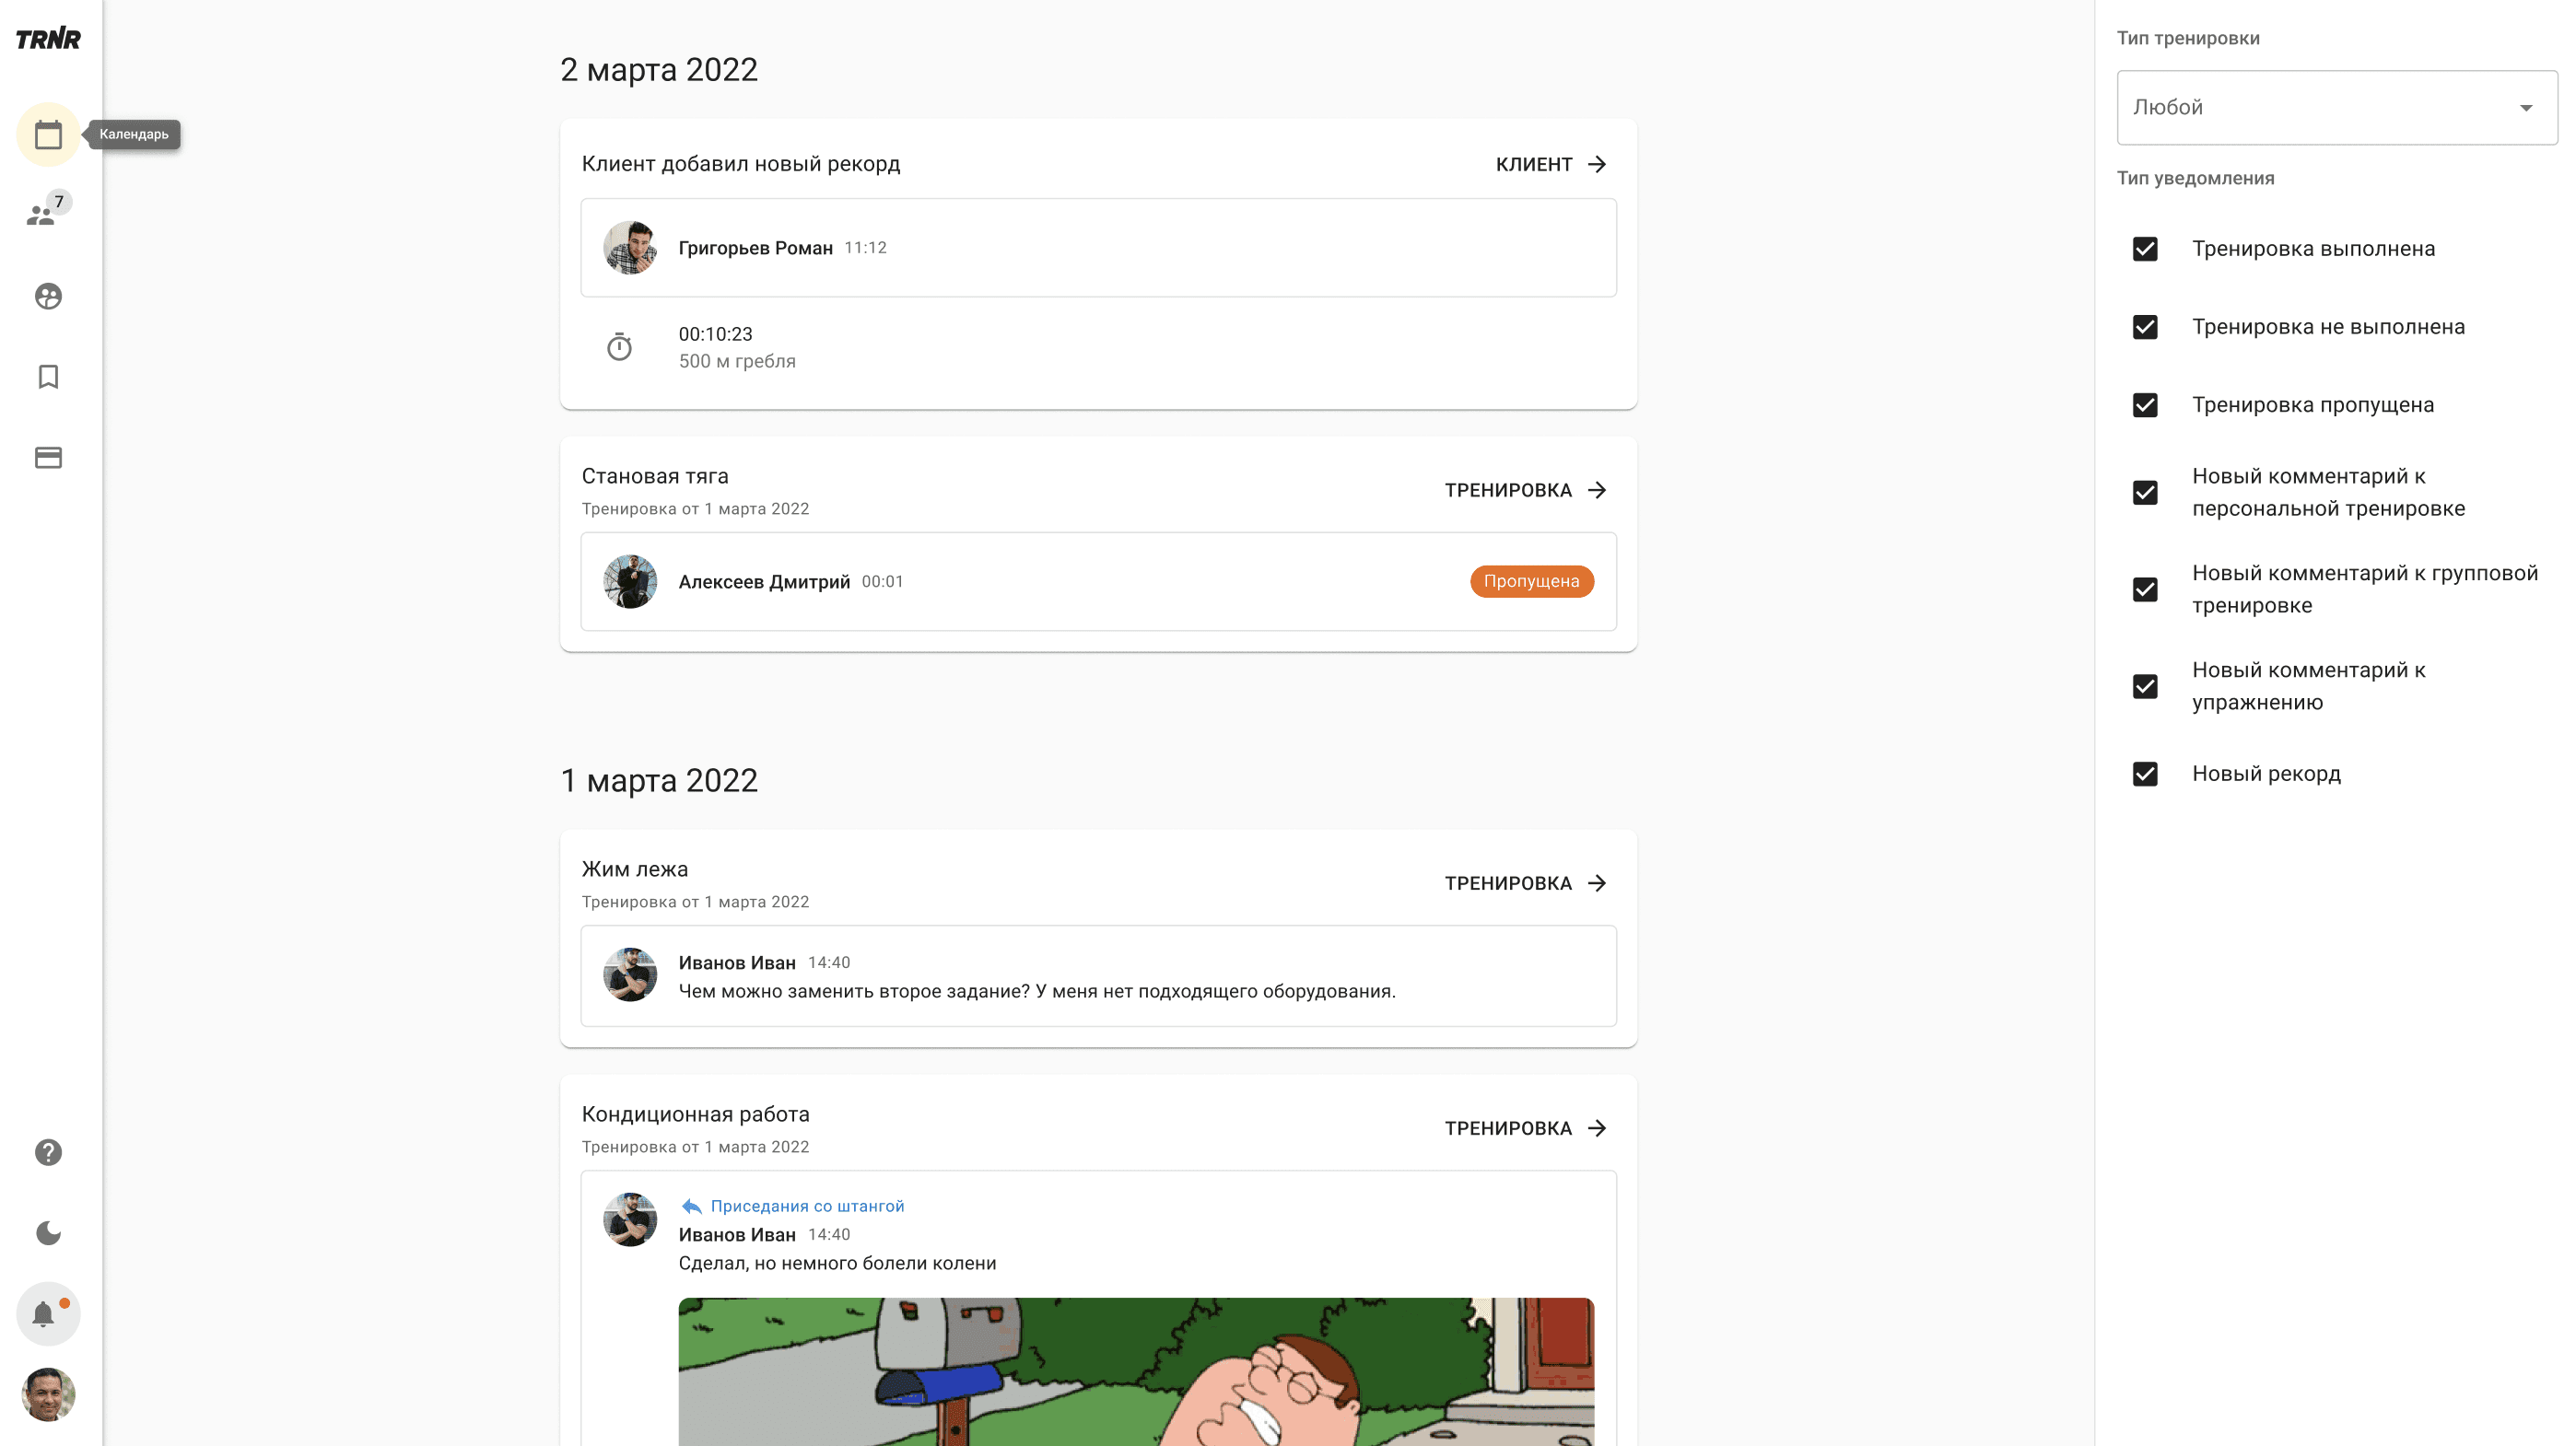 TRNR
Календарь
7
2 марта 2022
Клиент добавил новый рекорд
КЛИЕНТ
Григорьев Роман 11:12
00:10:23
500 м гребля
Становая тяга
Тренировка от 1 марта 2022
ТРЕНИРОВКА
Алексеев Дмитрий 00:01
Пропущена
1 марта 2022
Жим лежа
Тренировка от 1 марта 2022
ТРЕНИРОВКА
Иванов Иван 14:40
Чем можно заменить второе задание? У меня нет подходящего оборудования.
Кондиционная работа
Тренировка от 1 марта 2022
ТРЕНИРОВКА
Приседания со штангой
Иванов Иван 14:40
Сделал, но немного болели колени
Тип тренировки
Любой
Тип уведомления
Тренировка выполнена
Тренировка не выполнена
Тренировка пропущена
Новый комментарий к
персональной тренировке
Новый комментарий к групповой
тренировке
Новый комментарий к
упражнению
Новый рекорд